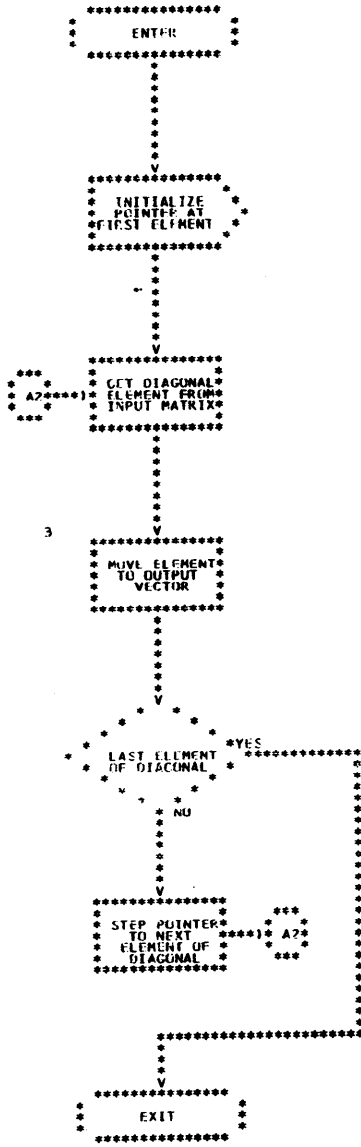 ENTER
INITIALIZE
POINTER AT
FIRST ELEMENT
A2
GET DIAGONAL
ELEMENT FROM
INPUT MATRIX
3
MOVE ELEMENT
TO OUTPUT
VECTOR
YES
LAST ELEMENT
OF DIAGONAL
NO
STEP POINTER
TO NEXT
ELEMENT OF
DIAGONAL
A2
EXIT